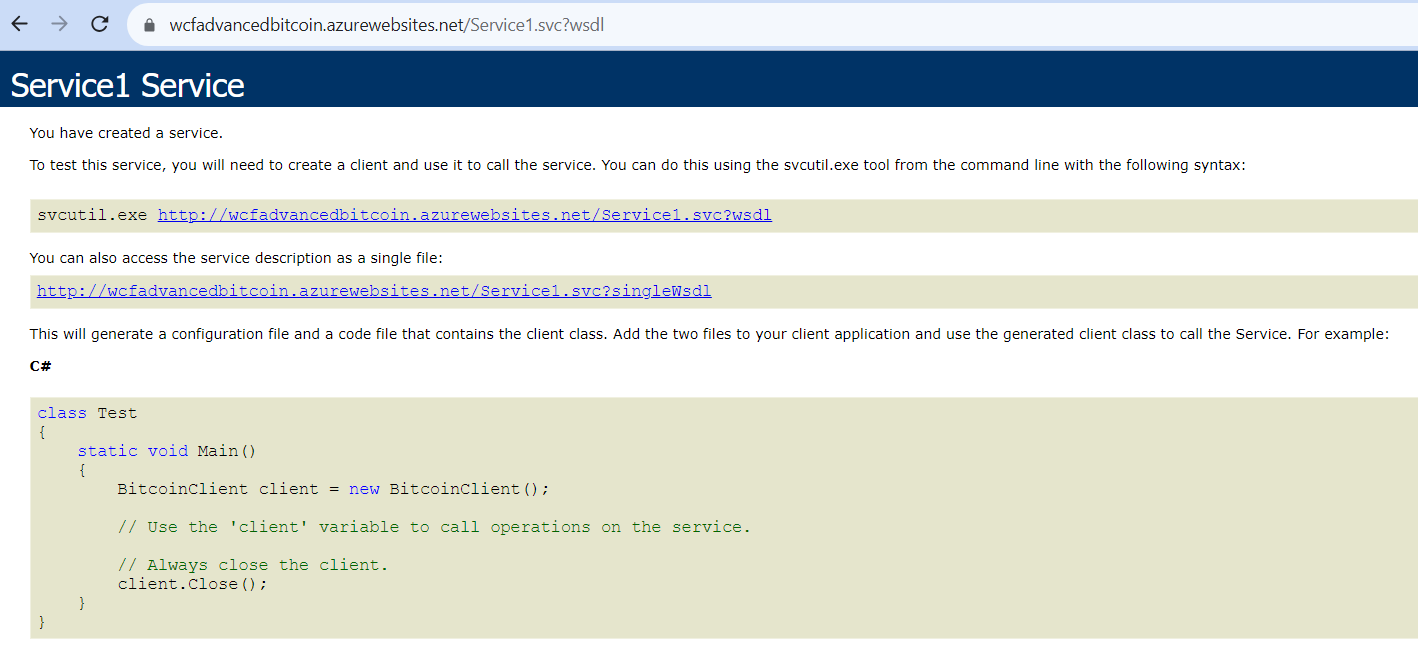 wcfadvancedbitcoin.azurewebsites.net/Service1.svc?wsdl
Service1 Service
You have created a service.
To test this service, you will need to create a client and use it to call the service. You can do this using the svcutil.exe tool from the command line with the following syntax:
svcutil.exe http://wcfadvancedbitcoin.azurewebsites.net/Service1.svc?wsdl
You can also access the service description as a single file:
http://wcfadvancedbitcoin.azurewebsites.net/Service1.svc?singleWsdl
This will generate a configuration file and a code file that contains the client class. Add the two files to your client application and use the generated client class to call the Service. For example:
C#
class Test
{
    static void Main()
    {
        BitcoinClient client = new BitcoinClient();
        // Use the 'client' variable to call operations on the service.
        // Always close the client.
        client.Close();
    }
}